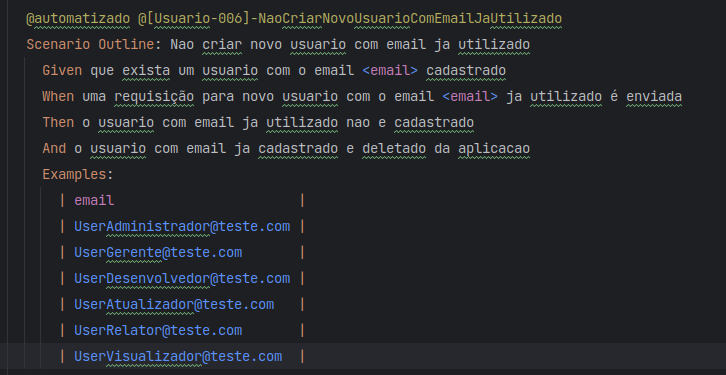 @automatizado @[Usuario-006]-NaoCriarNovoUsuarioComEmailJaUtilizado
Scenario Outline: Nao criar novo usuario com email ja utilizado
Given que exista um usuario com o email <email> cadastrado
When uma requisição para novo usuario com o email <email> ja utilizado é enviada
Then o usuario com email ja utilizado nao e cadastrado
And o usuario com email ja cadastrado e deletado da aplicacao
Examples:
| email |
| UserAdministrador@teste.com |
| UserGerente@teste.com |
| UserDesenvolvedor@teste.com |
| UserAtualizador@teste.com |
| UserRelator@teste.com |
| UserVisualizador@teste.com |